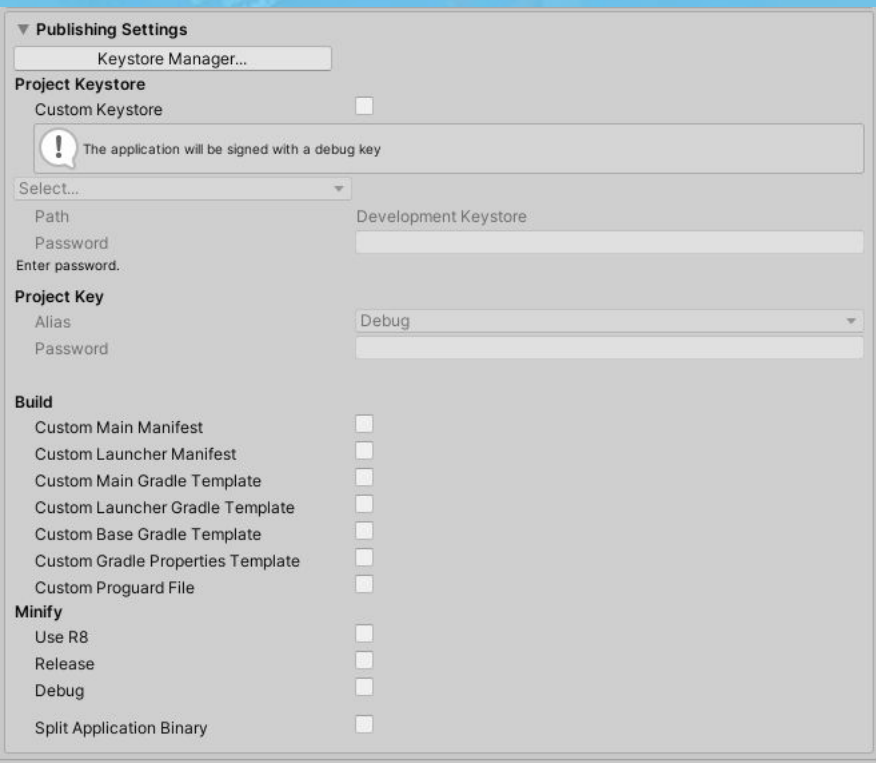 Publishing Settings
Keystore Manager...
Project Keystore
Custom Keystore
The application will be signed with a debug key
Select...
Path Development Keystore
Password
Enter password.
Project Key
Alias Debug
Password
Build
Custom Main Manifest
Custom Launcher Manifest
Custom Main Gradle Template
Custom Launcher Gradle Template
Custom Base Gradle Template
Custom Gradle Properties Template
Custom Proguard File
Minify
Use R8
Release
Debug
Split Application Binary